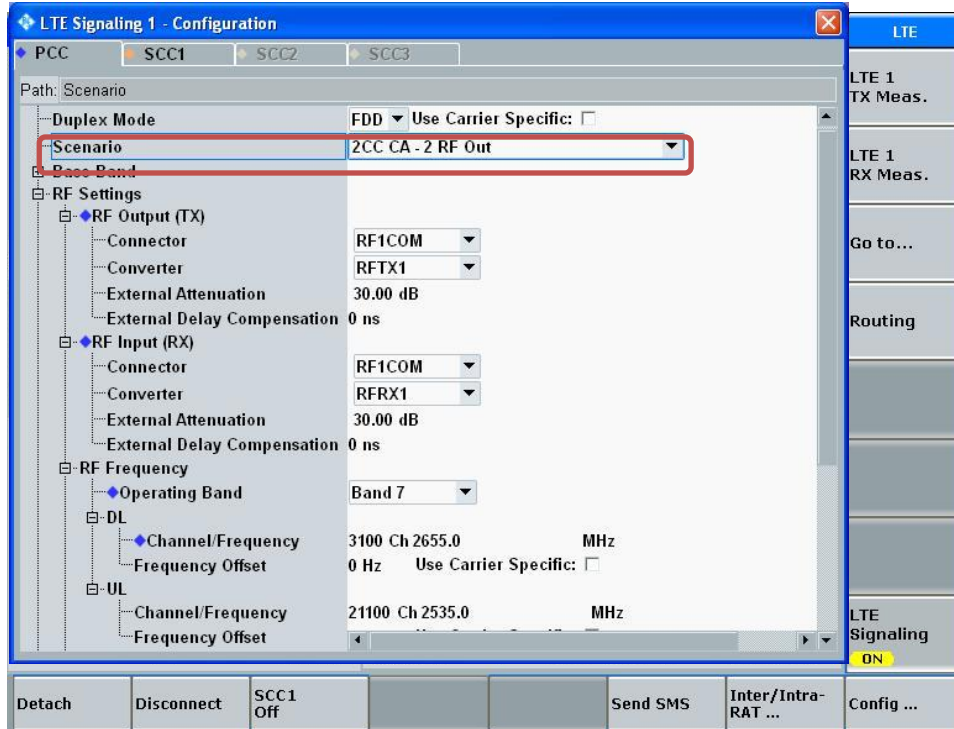 LTE Signaling 1 - Configuration
LTE
PCC SCC1 SCC2 SCC3
Path: Scenario
LTE 1
TX Meas.
Duplex Mode FDD Use Carrier Specific:
Scenario 2CC CA - 2 RF Out
LTE 1
RX Meas.
Base Band
RF Settings
RF Output (TX)
Connector RF1COM
Go to...
Converter RFTX1
External Attenuation 30.00 dB
External Delay Compensation 0 ns
Routing
RF Input (RX)
Connector RF1COM
Converter RFRX1
External Attenuation 30.00 dB
External Delay Compensation 0 ns
RF Frequency
Operating Band Band 7
DL
Channel/Frequency 3100 Ch 2655.0 MHz
Frequency Offset 0 Hz Use Carrier Specific:
UL
Channel/Frequency 21100 Ch 2535.0 MHz
Frequency Offset
LTE
Signaling
ON
Detach Disconnect SCC1
Off
Send SMS Inter/Intra-
RAT ...
Config ...